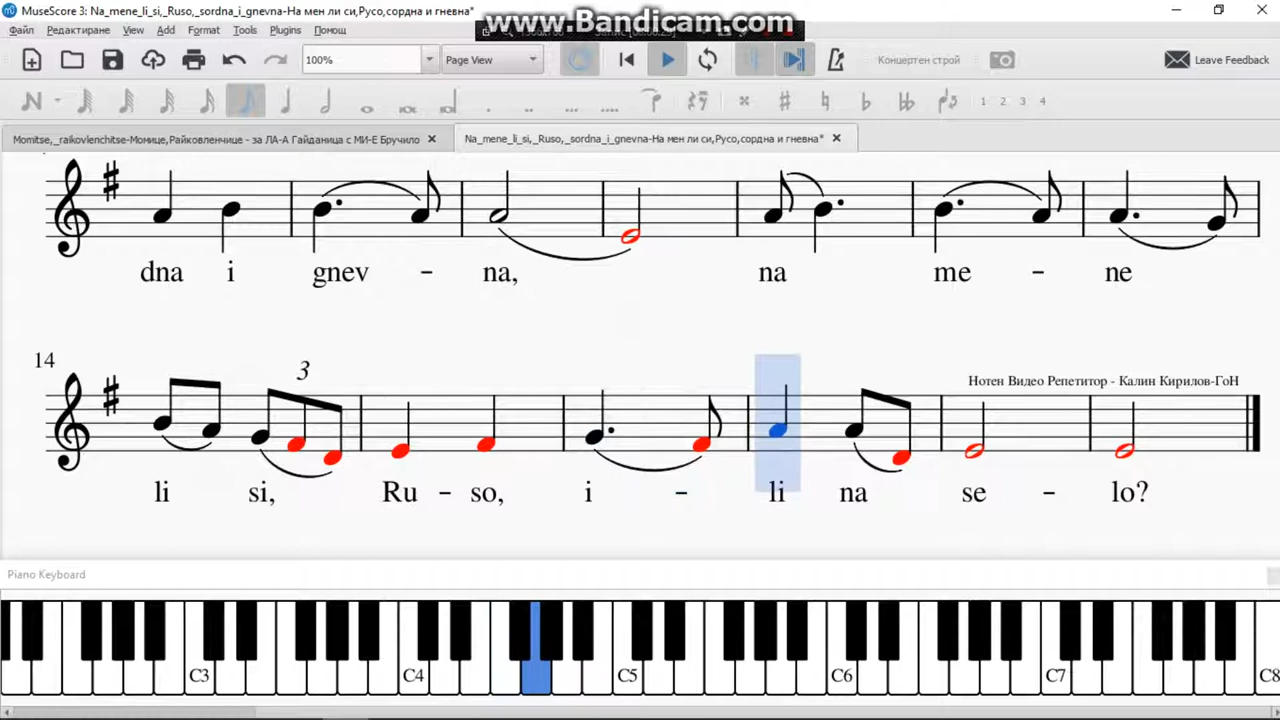 MuseScore 3: Na_mene_li_si,_Ruso,_sordna_i_gnevna-На мен ли си,Русо,сордна и гневна*
www.Bandicam.com
Файл Редактиране View Add Format Tools Plugins Помощ
100% Page View Концертен строй Leave Feedback
1 2 3 4
Momitse,_raikovlenchitse-Момице,Райковленчице - за ЛА-А Гайданица с МИ-Е Бручило Na_mene_li_si,_Ruso,_sordna_i_gnevna-На мен ли си,Русо,сордна и гневна*
dna i gnev - na, na me - ne
14
3
Нотен Видео Репетитор - Калин Кирилов-ГоН
li si, Ru - so, i - li na se - lo?
Piano Keyboard
C3 C4 C5 C6 C7 C8